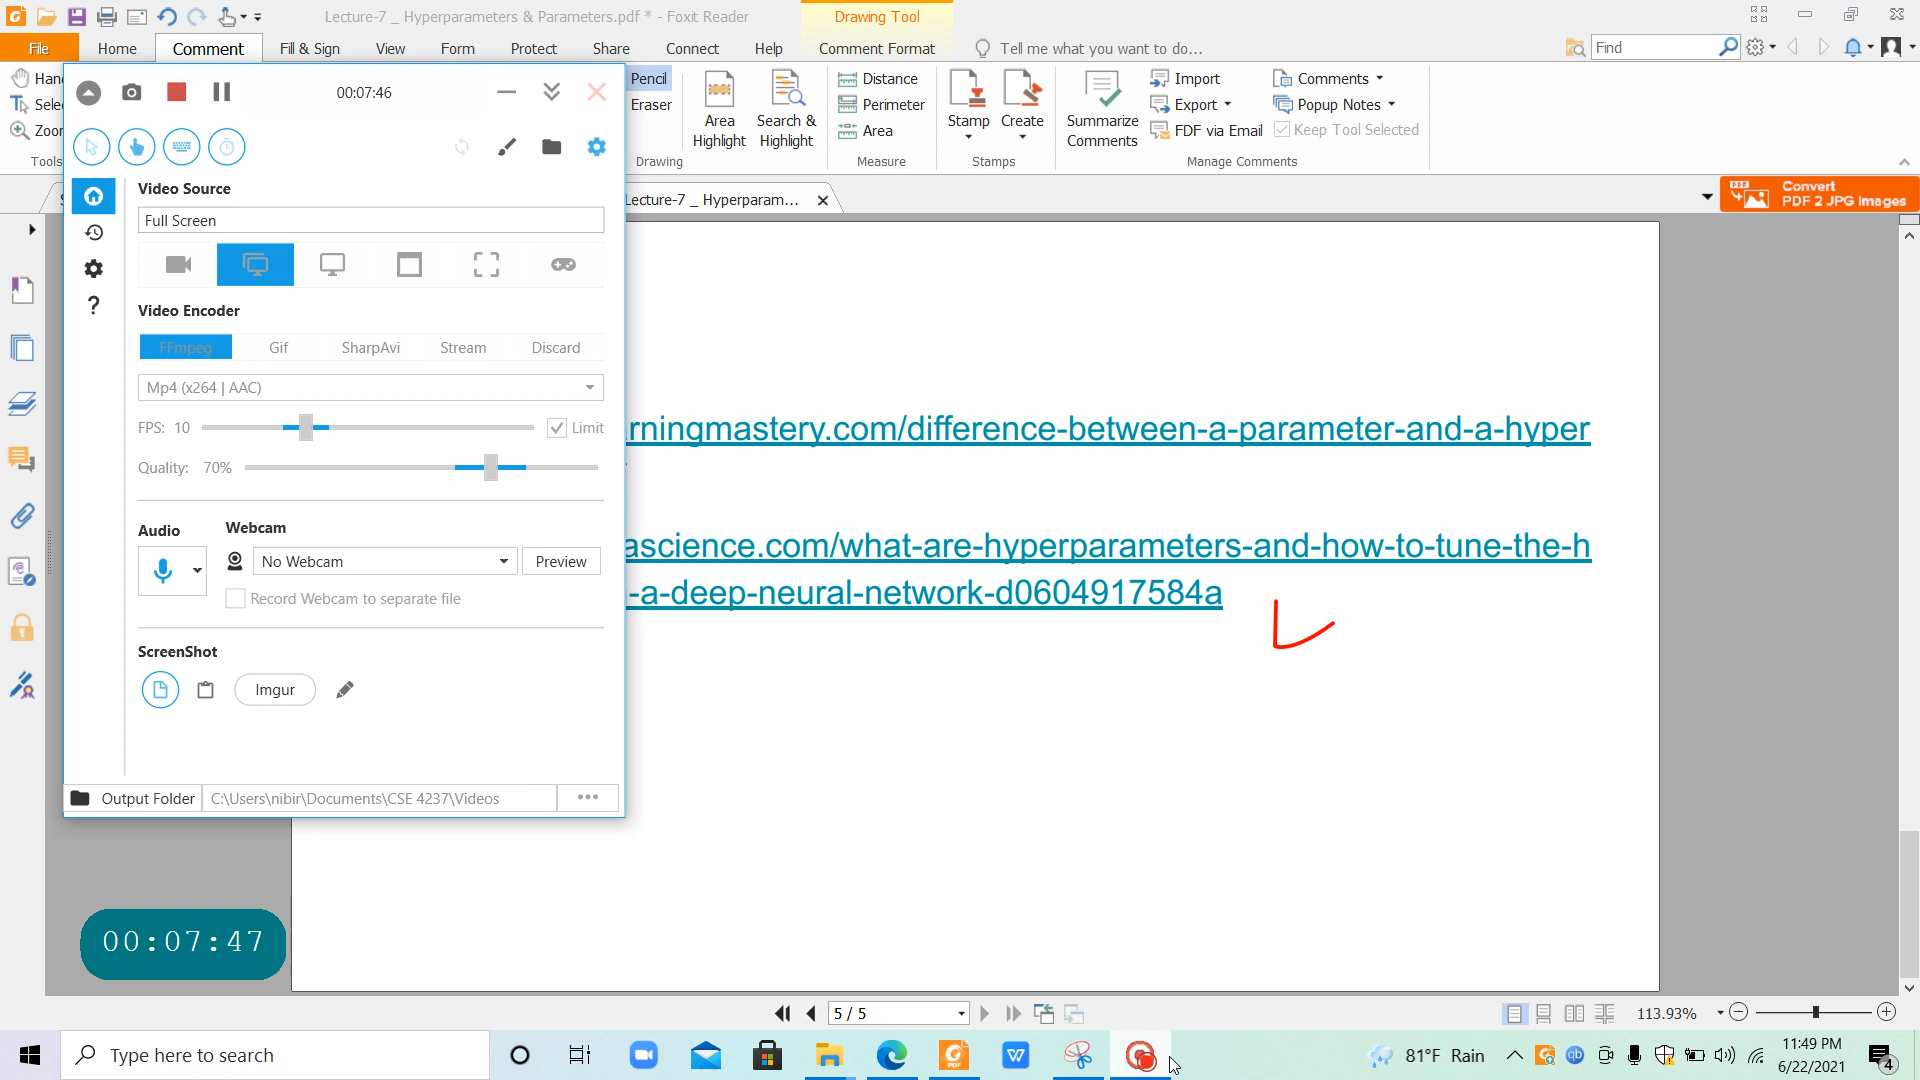 Lecture-7 _ Hyperparameters & Parameters.pdf * - Foxit Reader
Drawing Tool
File
Home
Comment
Fill & Sign
View
Form
Protect
Share
Connect
Help
Comment Format
Tell me what you want to do...
Find
00:07:46
Pencil
Eraser
Area Highlight
Search & Highlight
Drawing
Distance
Perimeter
Area
Measure
Stamp
Create
Stamps
Summarize Comments
Import
Export
FDF via Email
Comments
Popup Notes
Keep Tool Selected
Manage Comments
Tools
Lecture-7 _ Hyperparam...
PDF
Convert
PDF 2 JPG Images
Video Source
Full Screen
Video Encoder
FFmpeg
Gif
SharpAvi
Stream
Discard
Mp4 (x264 | AAC)
FPS: 10
Limit
Quality: 70%
Audio
Webcam
No Webcam
Preview
Record Webcam to separate file
ScreenShot
Imgur
Output Folder
C:\Users\nibir\Documents\CSE 4237\Videos
...
rningmastery.com/difference-between-a-parameter-and-a-hyper
ascience.com/what-are-hyperparameters-and-how-to-tune-the-h
-a-deep-neural-network-d0604917584a
00:07:47
5 / 5
113.93%
Type here to search
81°F Rain
11:49 PM
6/22/2021
4